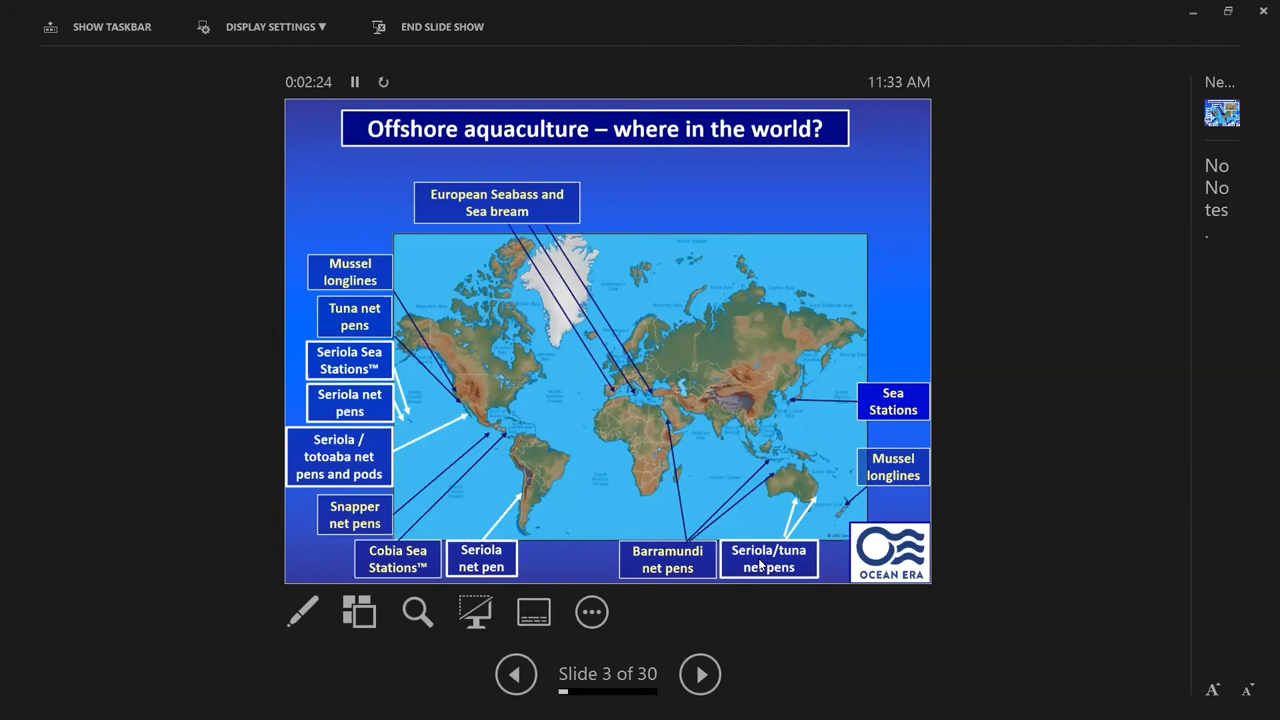 SHOW TASKBAR
DISPLAY SETTINGS ▼
END SLIDE SHOW
0:02:24
11:33 AM
Ne...
No
No
tes
.
Offshore aquaculture – where in the world?
European Seabass and
Sea bream
Mussel
longlines
Tuna net
pens
Seriola Sea
Stations™
Seriola net
pens
Seriola /
totoaba net
pens and pods
Snapper
net pens
Cobia Sea
Stations™
Seriola
net pen
Barramundi
net pens
Seriola/tuna
net pens
Sea
Stations
Mussel
longlines
OCEAN ERA
Slide 3 of 30
A
A